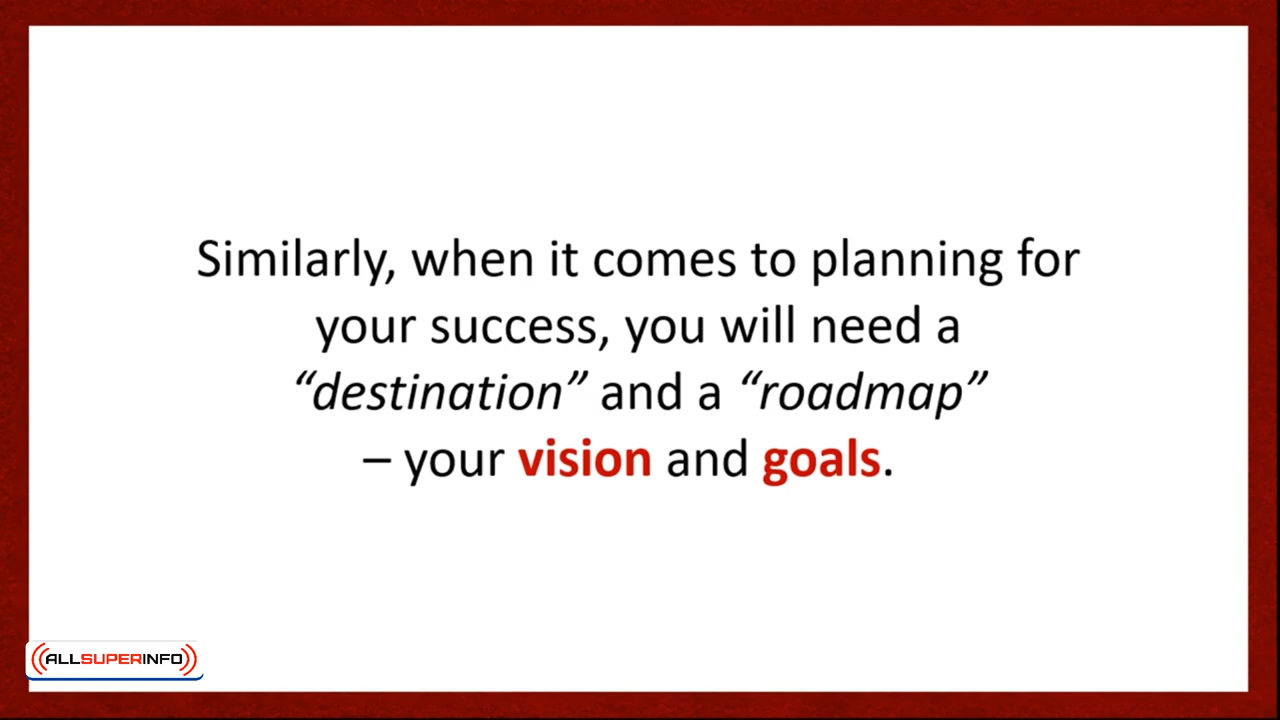 Similarly, when it comes to planning for
your success, you will need a
“destination” and a “roadmap”
– your vision and goals.
ALLSUPERINFO